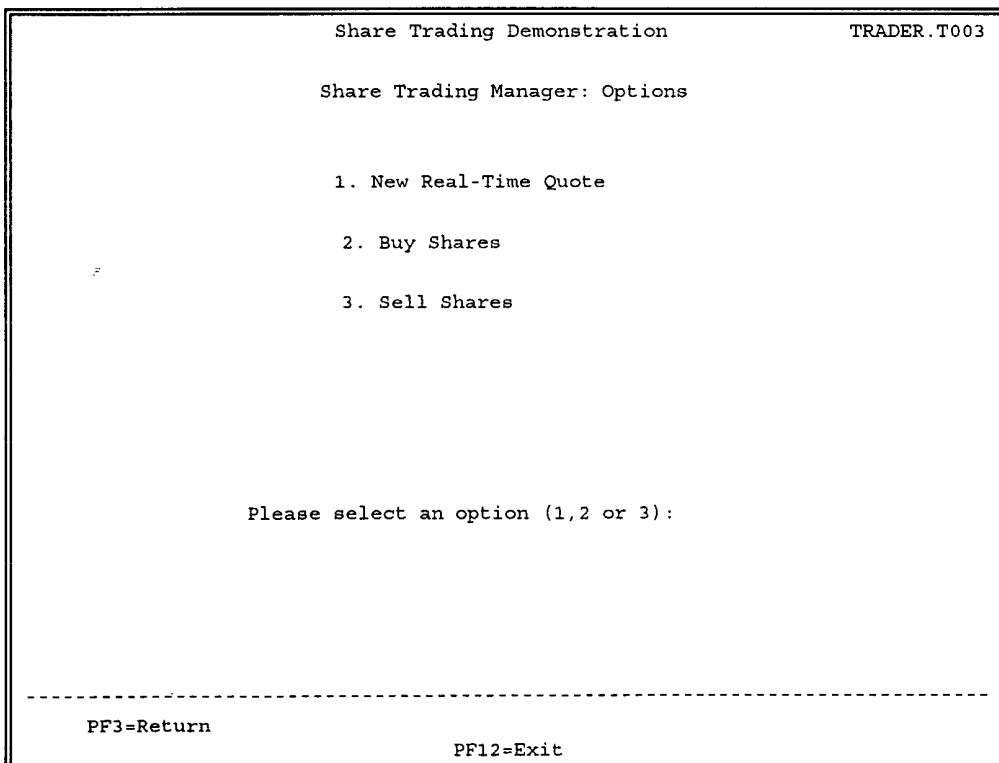 Share Trading Demonstration TRADER.T003
Share Trading Manager: Options
1. New Real-Time Quote
2. Buy Shares
3. Sell Shares
Please select an option (1,2 or 3):
PF3=Return
PF12=Exit